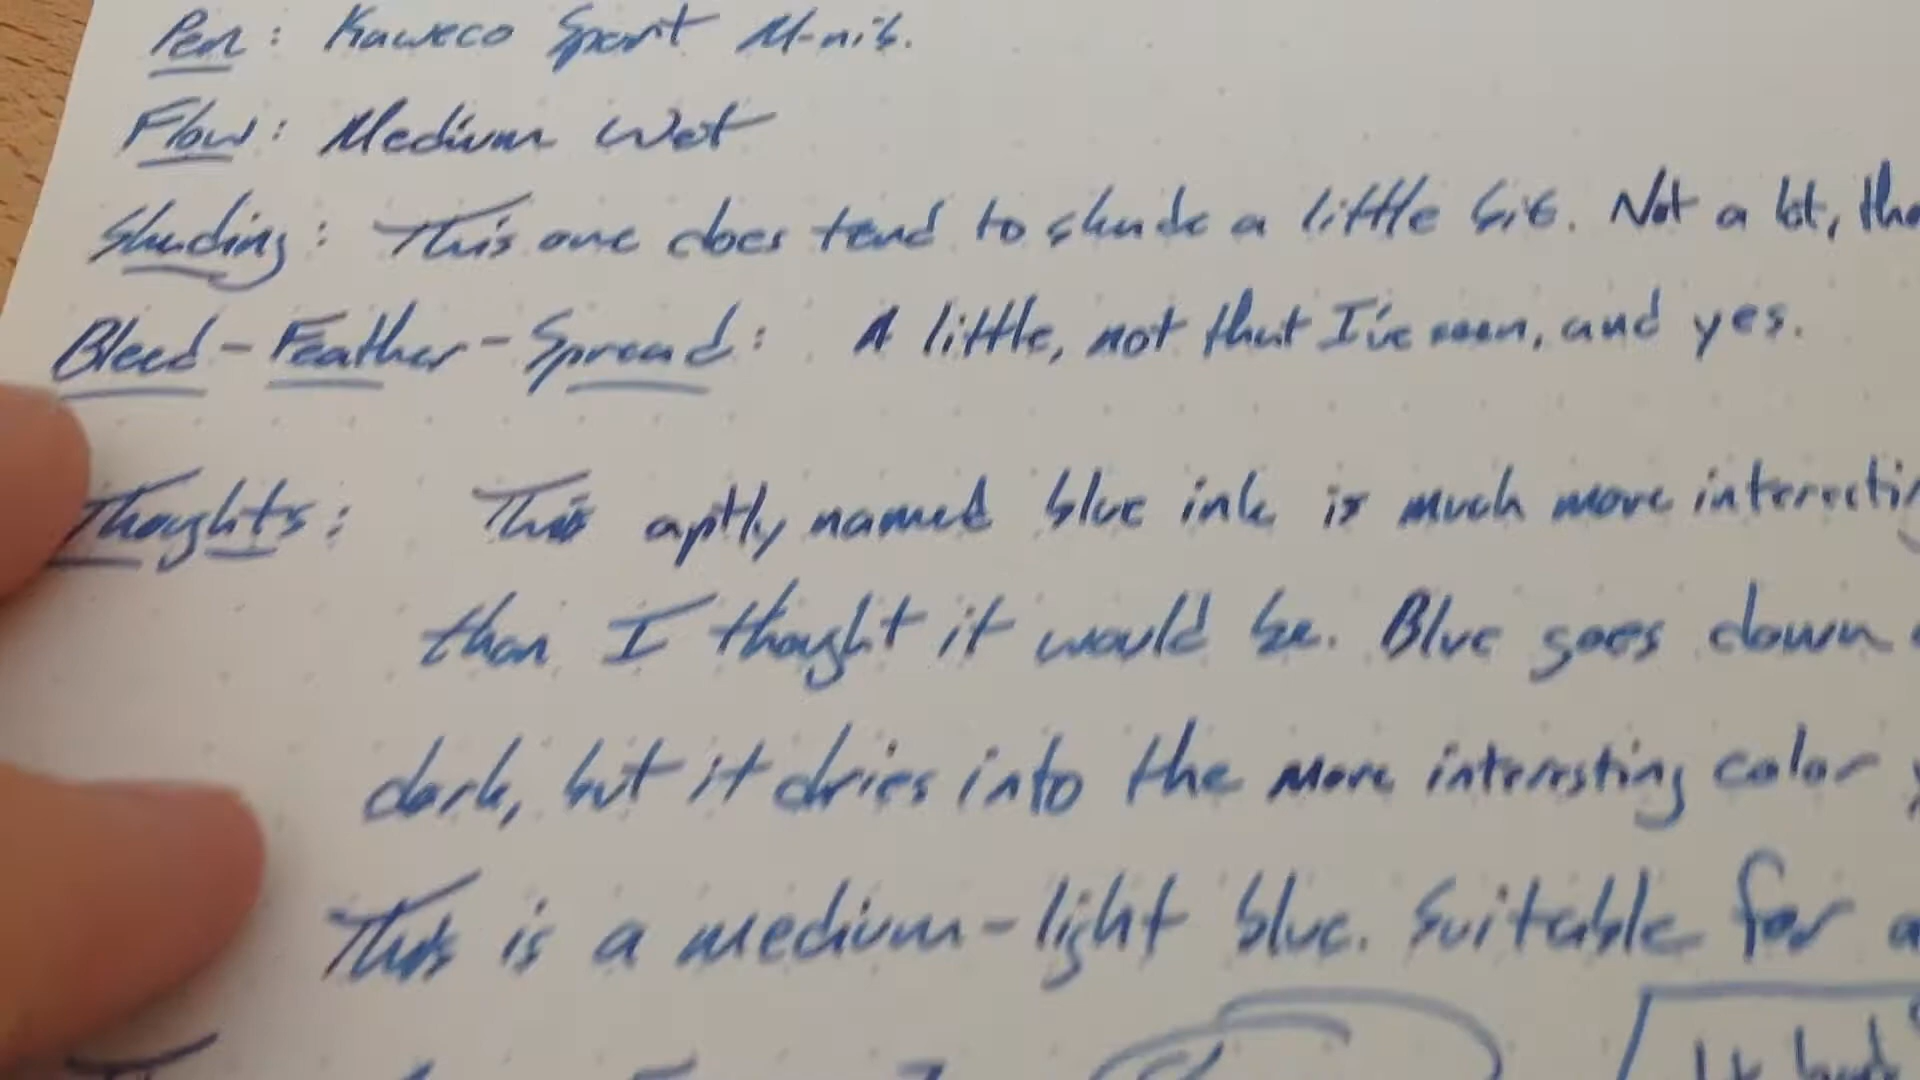 Pen: Kaweco Sport M-nib.
Flow: Medium Wet
Shading: This one does tend to shade a little bit. Not a lot, tho
Bleed-Feather-Spread: A little, not that I've seen, and yes.
Thoughts: This aptly named blue ink is much more interestin
than I thought it would be. Blue goes down
dark, but it dries into the more interesting color
This is a medium-light blue. Suitable for a